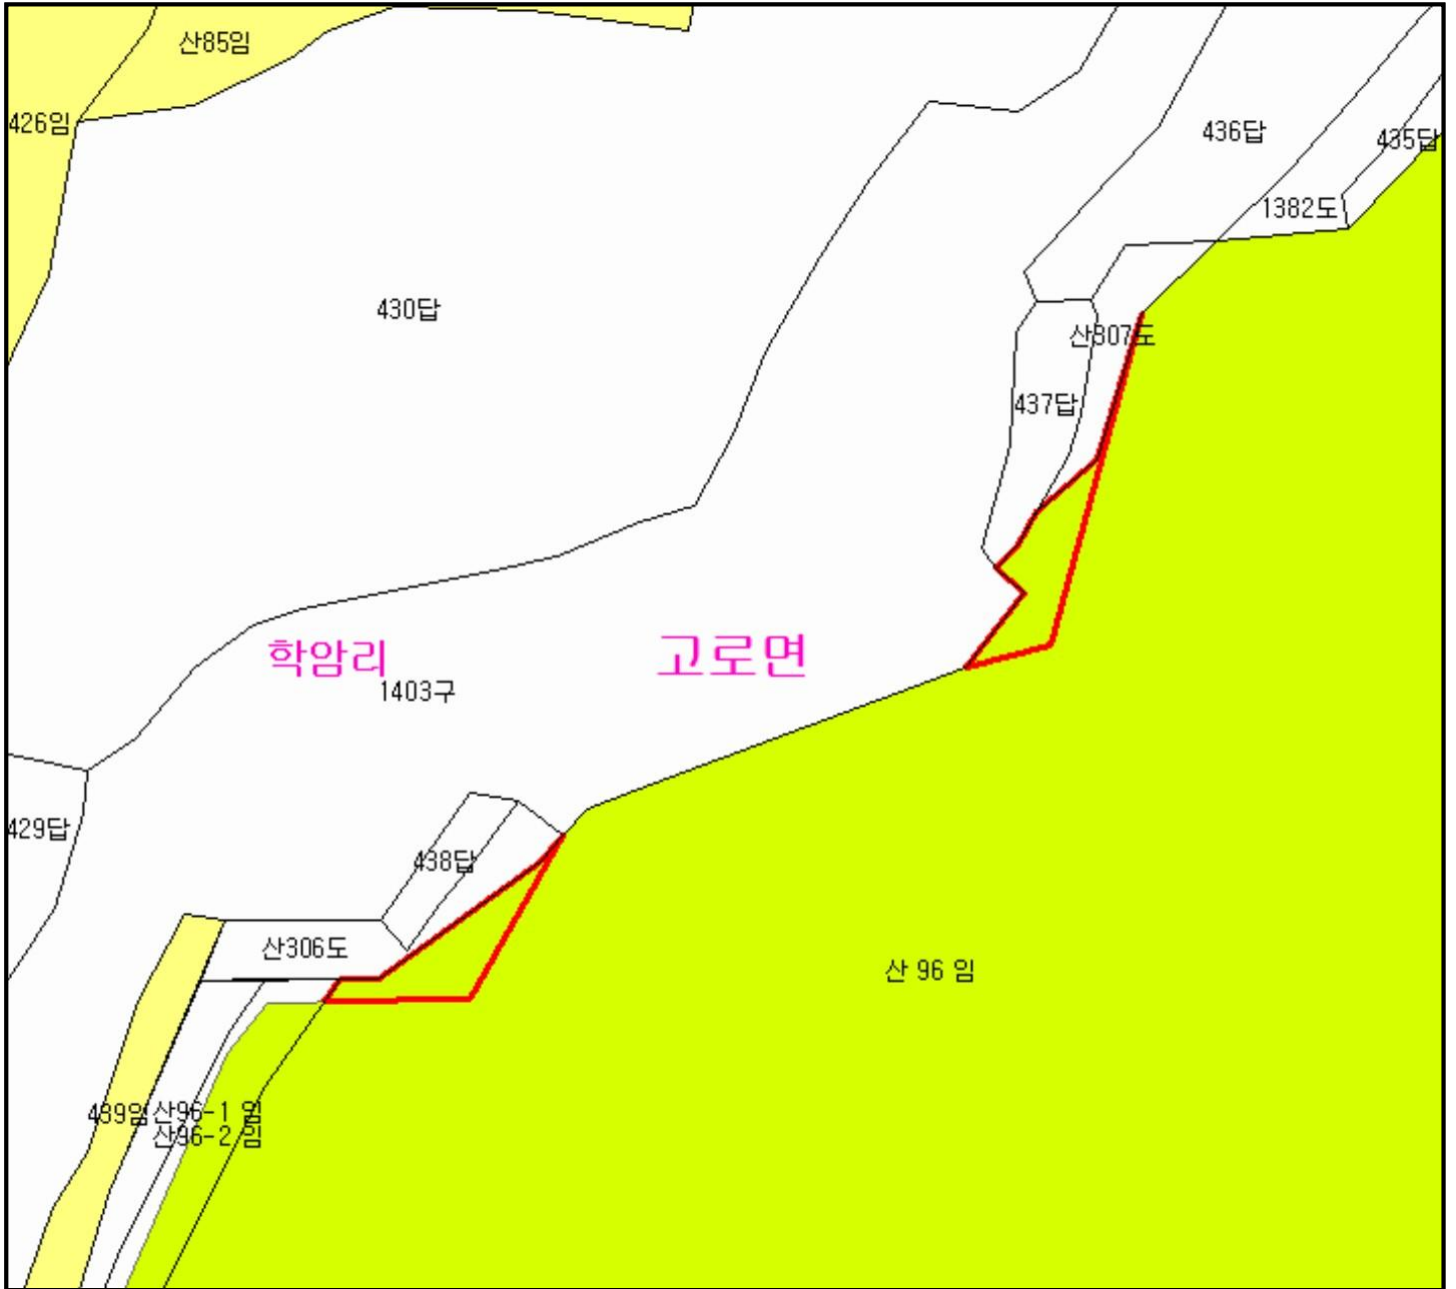 산85임
426임
436답
435답
1382도
430답
산307도
437답
학암리
고로면
1403구
429답
438답
산306도
산 96 임
439임
산96-1 임
산96-2 임